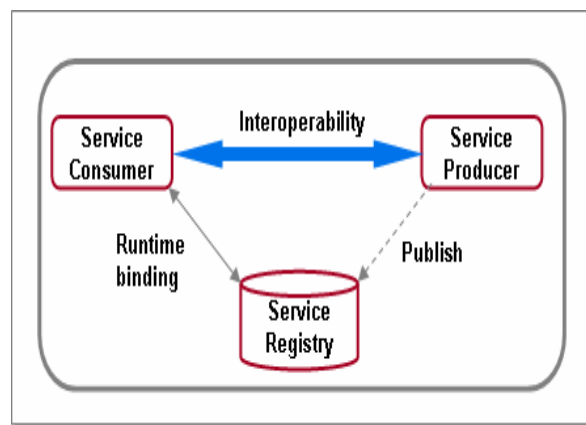 Interoperability
Service
Consumer
Service
Producer
Runtime
binding
Publish
Service
Registry